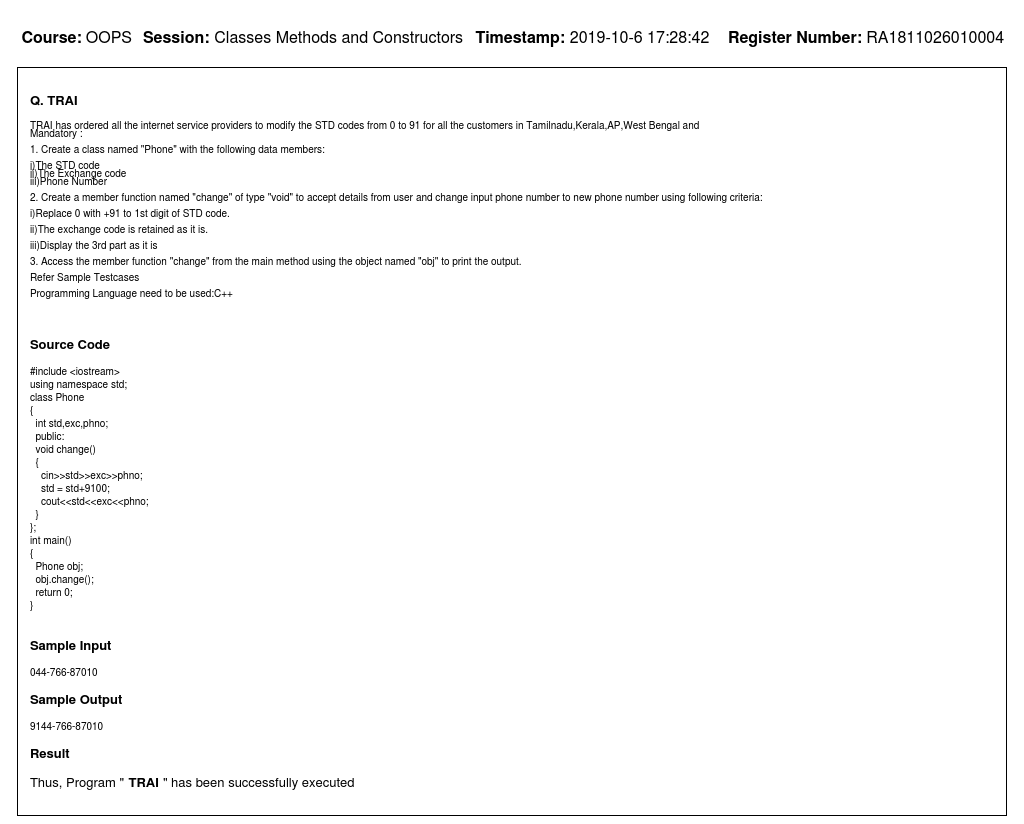 Course: OOPS Session: Classes Methods and Constructors Timestamp: 2019-10-6 17:28:42 Register Number: RA1811026010004
Q. TRAI
TRAI has ordered all the internet service providers to modify the STD codes from 0 to 91 for all the customers in Tamilnadu,Kerala,AP,West Bengal and
Mandatory :
1. Create a class named "Phone" with the following data members:
i)The STD code
ii)The Exchange code
iii)Phone Number
2. Create a member function named "change" of type "void" to accept details from user and change input phone number to new phone number using following criteria:
i)Replace 0 with +91 to 1st digit of STD code.
ii)The exchange code is retained as it is.
iii)Display the 3rd part as it is
3. Access the member function "change" from the main method using the object named "obj" to print the output.
Refer Sample Testcases
Programming Language need to be used:C++
Source Code
#include <iostream>
using namespace std;
class Phone
{
int std,exc,phno;
public:
void change()
{
cin>>std>>exc>>phno;
std = std+9100;
cout<<std<<exc<<phno;
}
};
int main()
{
Phone obj;
obj.change();
return 0;
}
Sample Input
044-766-87010
Sample Output
9144-766-87010
Result
Thus, Program " TRAI " has been successfully executed